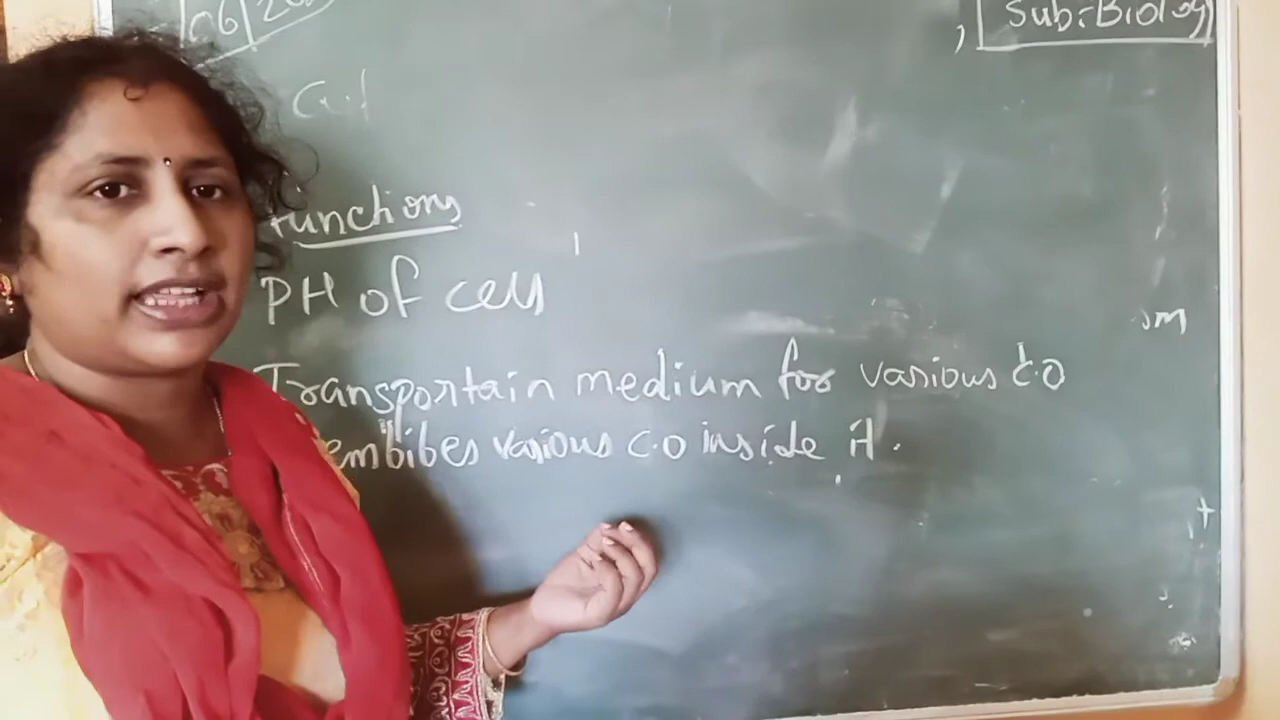 Sub:-Biology
Functions
PH of cell
Transportain medium for various C.O
embibes various C.O inside it.